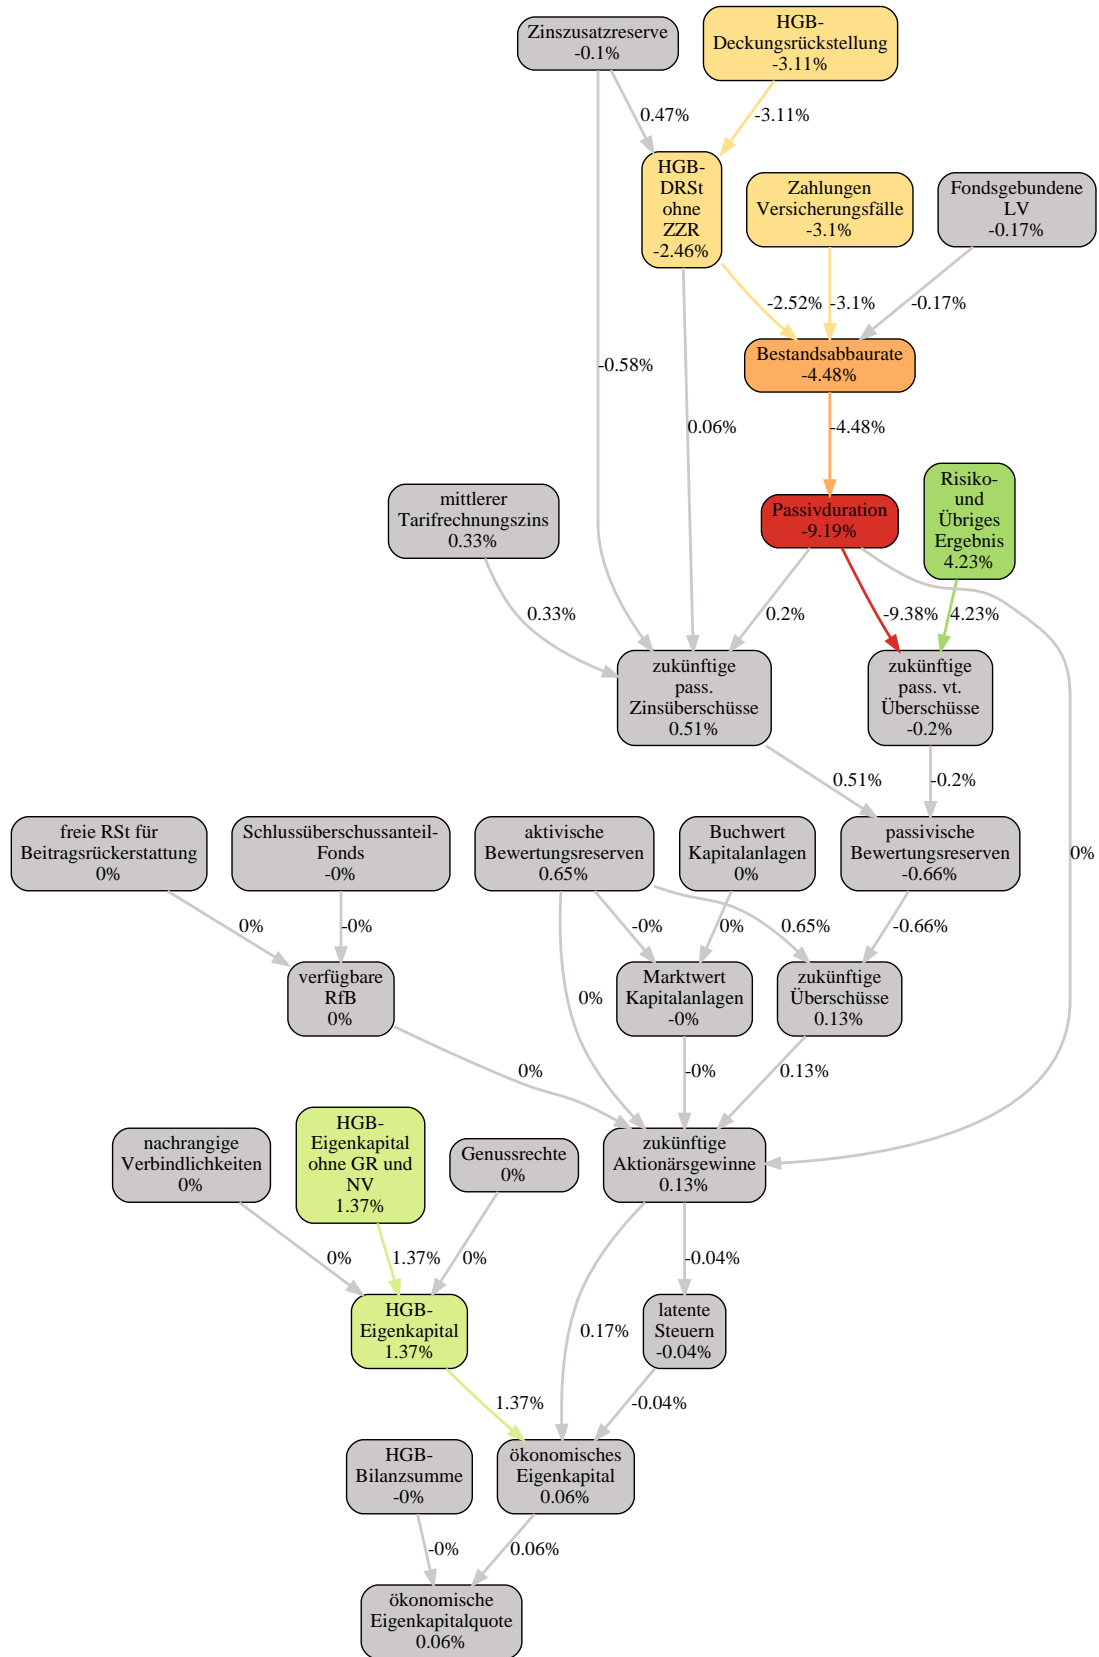 Zinszusatzreserve
-0.1%
HGB-
Deckungsrückstellung
-3.11%
0.47%
-3.11%
HGB-
DRSt
ohne
ZZR
-2.46%
Zahlungen
Versicherungsfälle
-3.1%
Fondsgebundene
LV
-0.17%
-2.52%
-3.1%
-0.17%
Bestandsabbaurate
-4.48%
-0.58%
0.06%
-4.48%
mittlerer
Tarifrechnungszins
0.33%
Passivduration
-9.19%
Risiko-
und
Übriges
Ergebnis
4.23%
0.33%
0.2%
-9.38%
4.23%
zukünftige
pass.
Zinsüberschüsse
0.51%
zukünftige
pass. vt.
Überschüsse
-0.2%
0.51%
-0.2%
freie RSt für
Beitragsrückerstattung
0%
Schlussüberschussanteil-
Fonds
-0%
aktivische
Bewertungsreserven
0.65%
Buchwert
Kapitalanlagen
0%
passivische
Bewertungsreserven
-0.66%
0%
0%
-0%
-0%
0%
0.65%
-0.66%
verfügbare
RfB
0%
0%
Marktwert
Kapitalanlagen
-0%
zukünftige
Überschüsse
0.13%
0%
-0%
0.13%
nachrangige
Verbindlichkeiten
0%
HGB-
Eigenkapital
ohne GR und
NV
1.37%
Genussrechte
0%
zukünftige
Aktionärsgewinne
0.13%
0%
1.37%
0%
-0.04%
HGB-
Eigenkapital
1.37%
0.17%
latente
Steuern
-0.04%
1.37%
-0.04%
HGB-
Bilanzsumme
-0%
ökonomisches
Eigenkapital
0.06%
-0%
0.06%
ökonomische
Eigenkapitalquote
0.06%